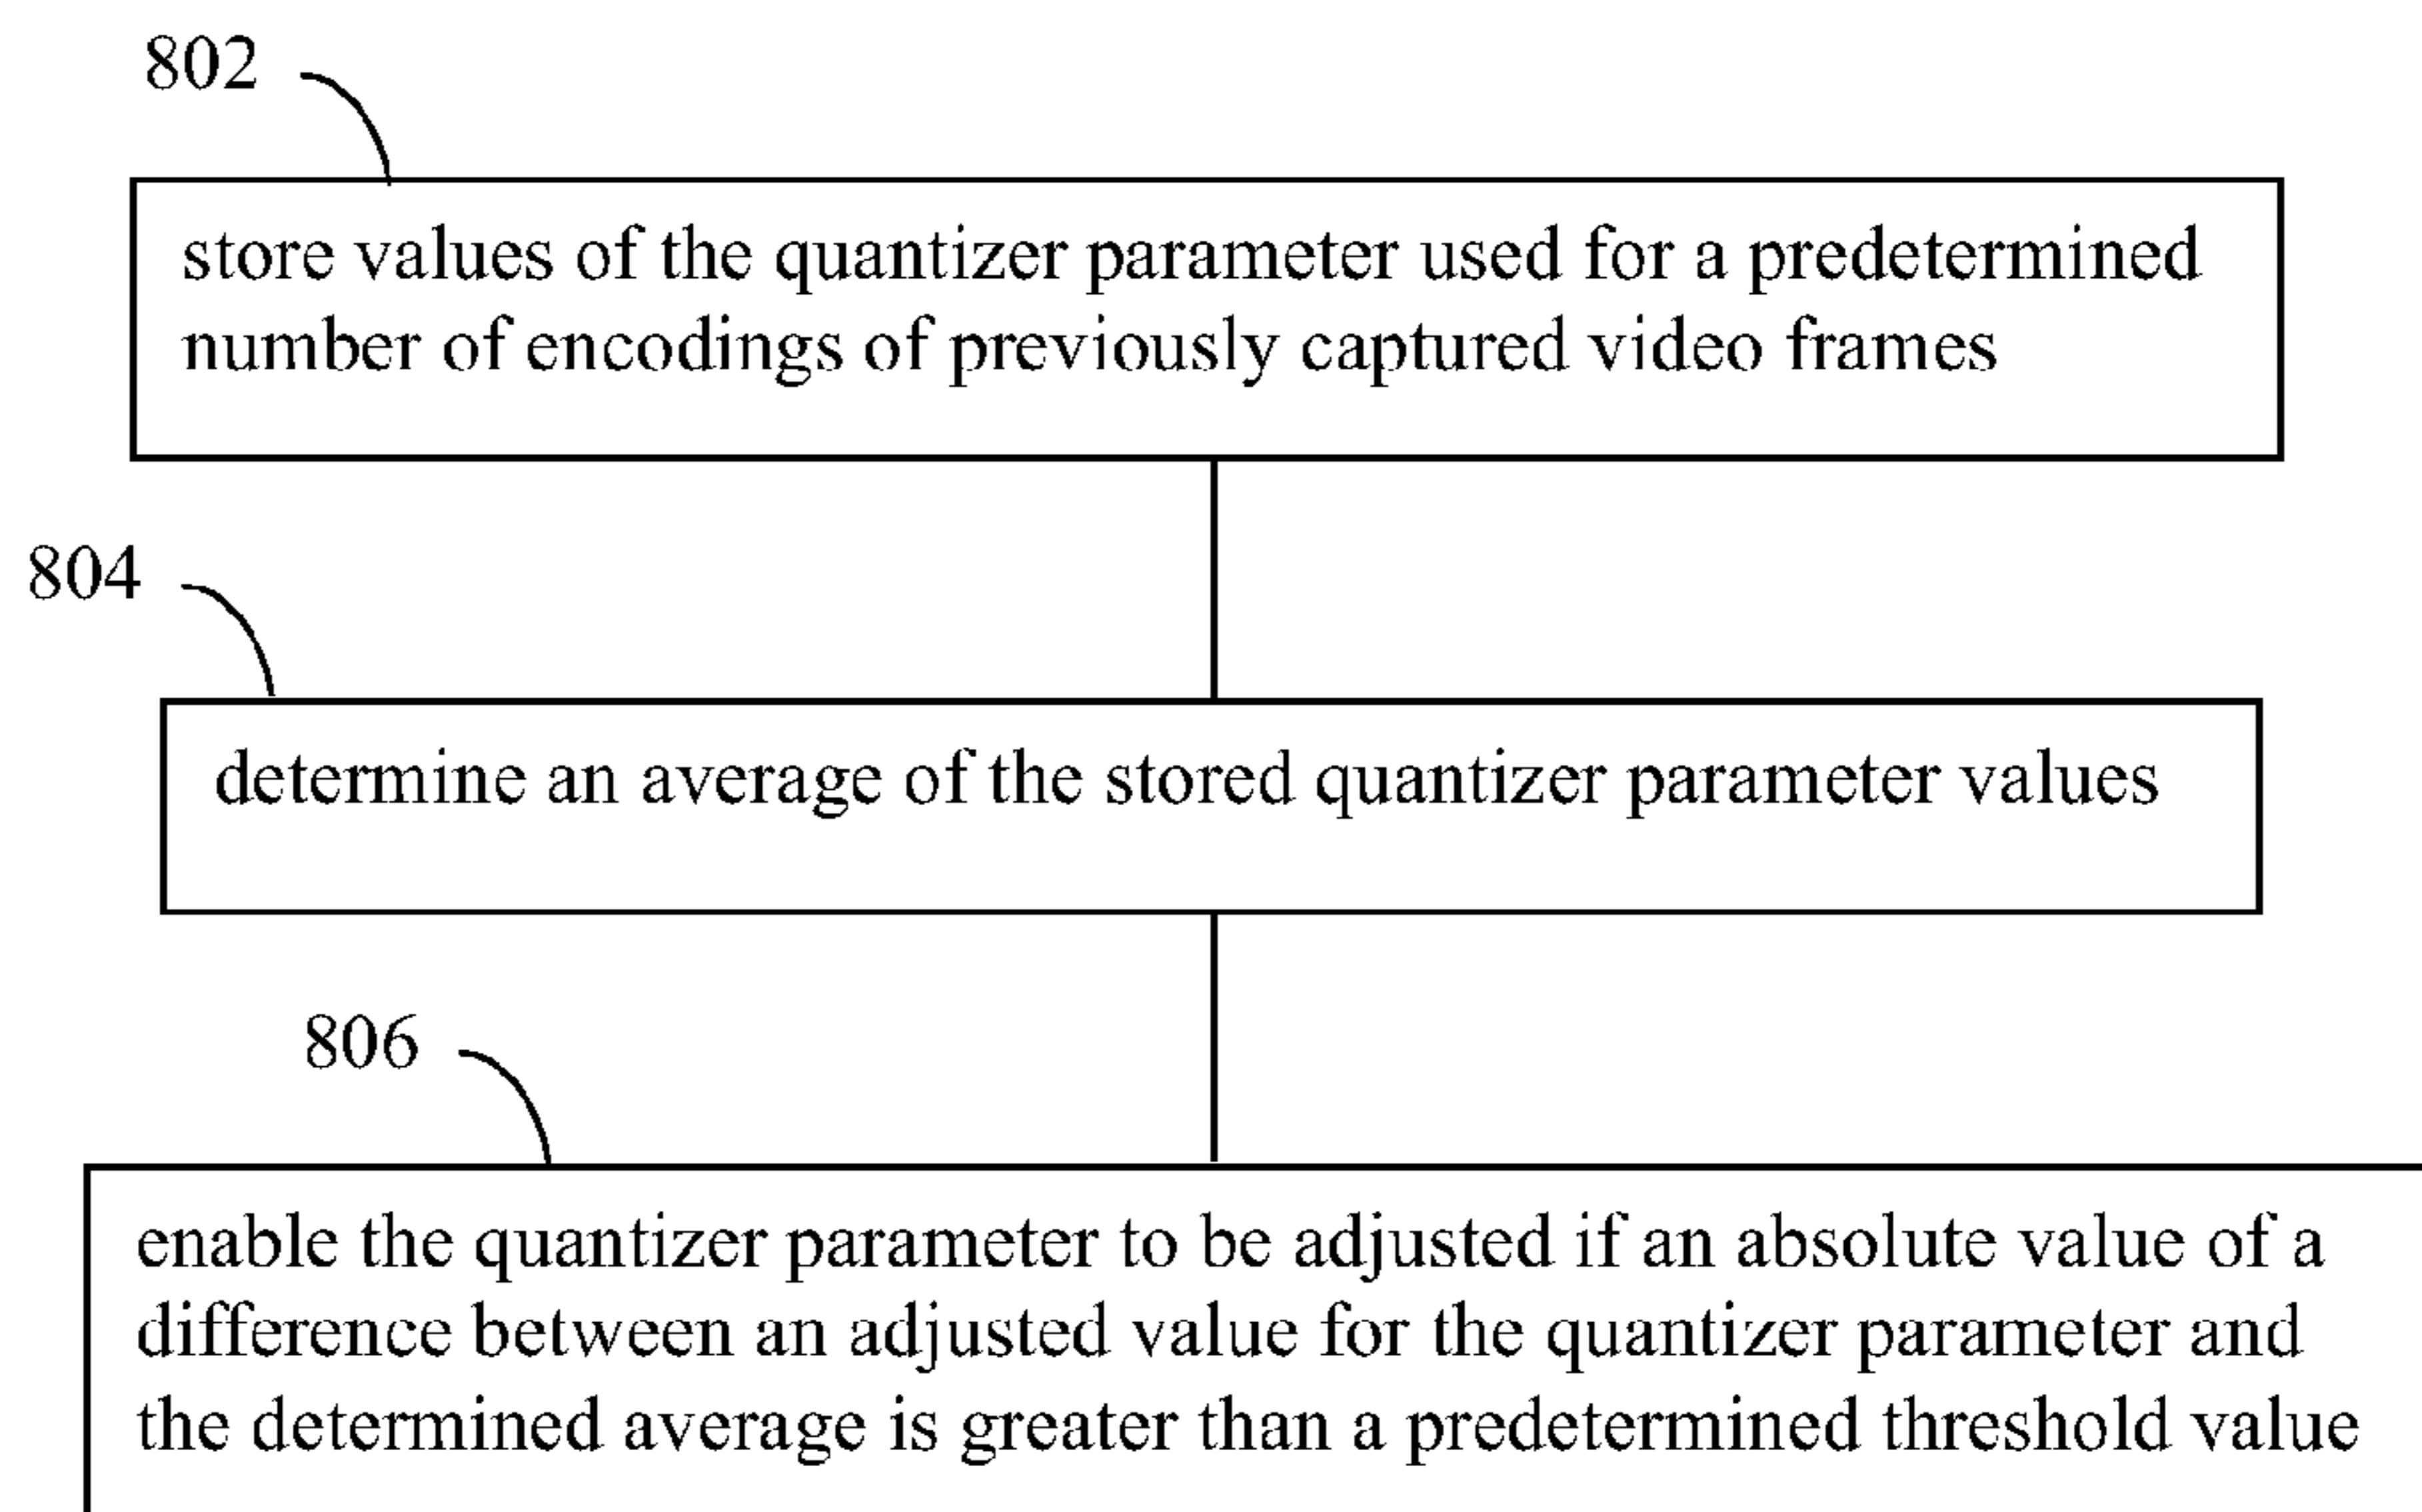 802
store values of the quantizer parameter used for a predetermined
number of encodings of previously captured video frames
804
determine an average of the stored quantizer parameter values
806
enable the quantizer parameter to be adjusted if an absolute value of a
difference between an adjusted value for the quantizer parameter and
the determined average is greater than a predetermined threshold value